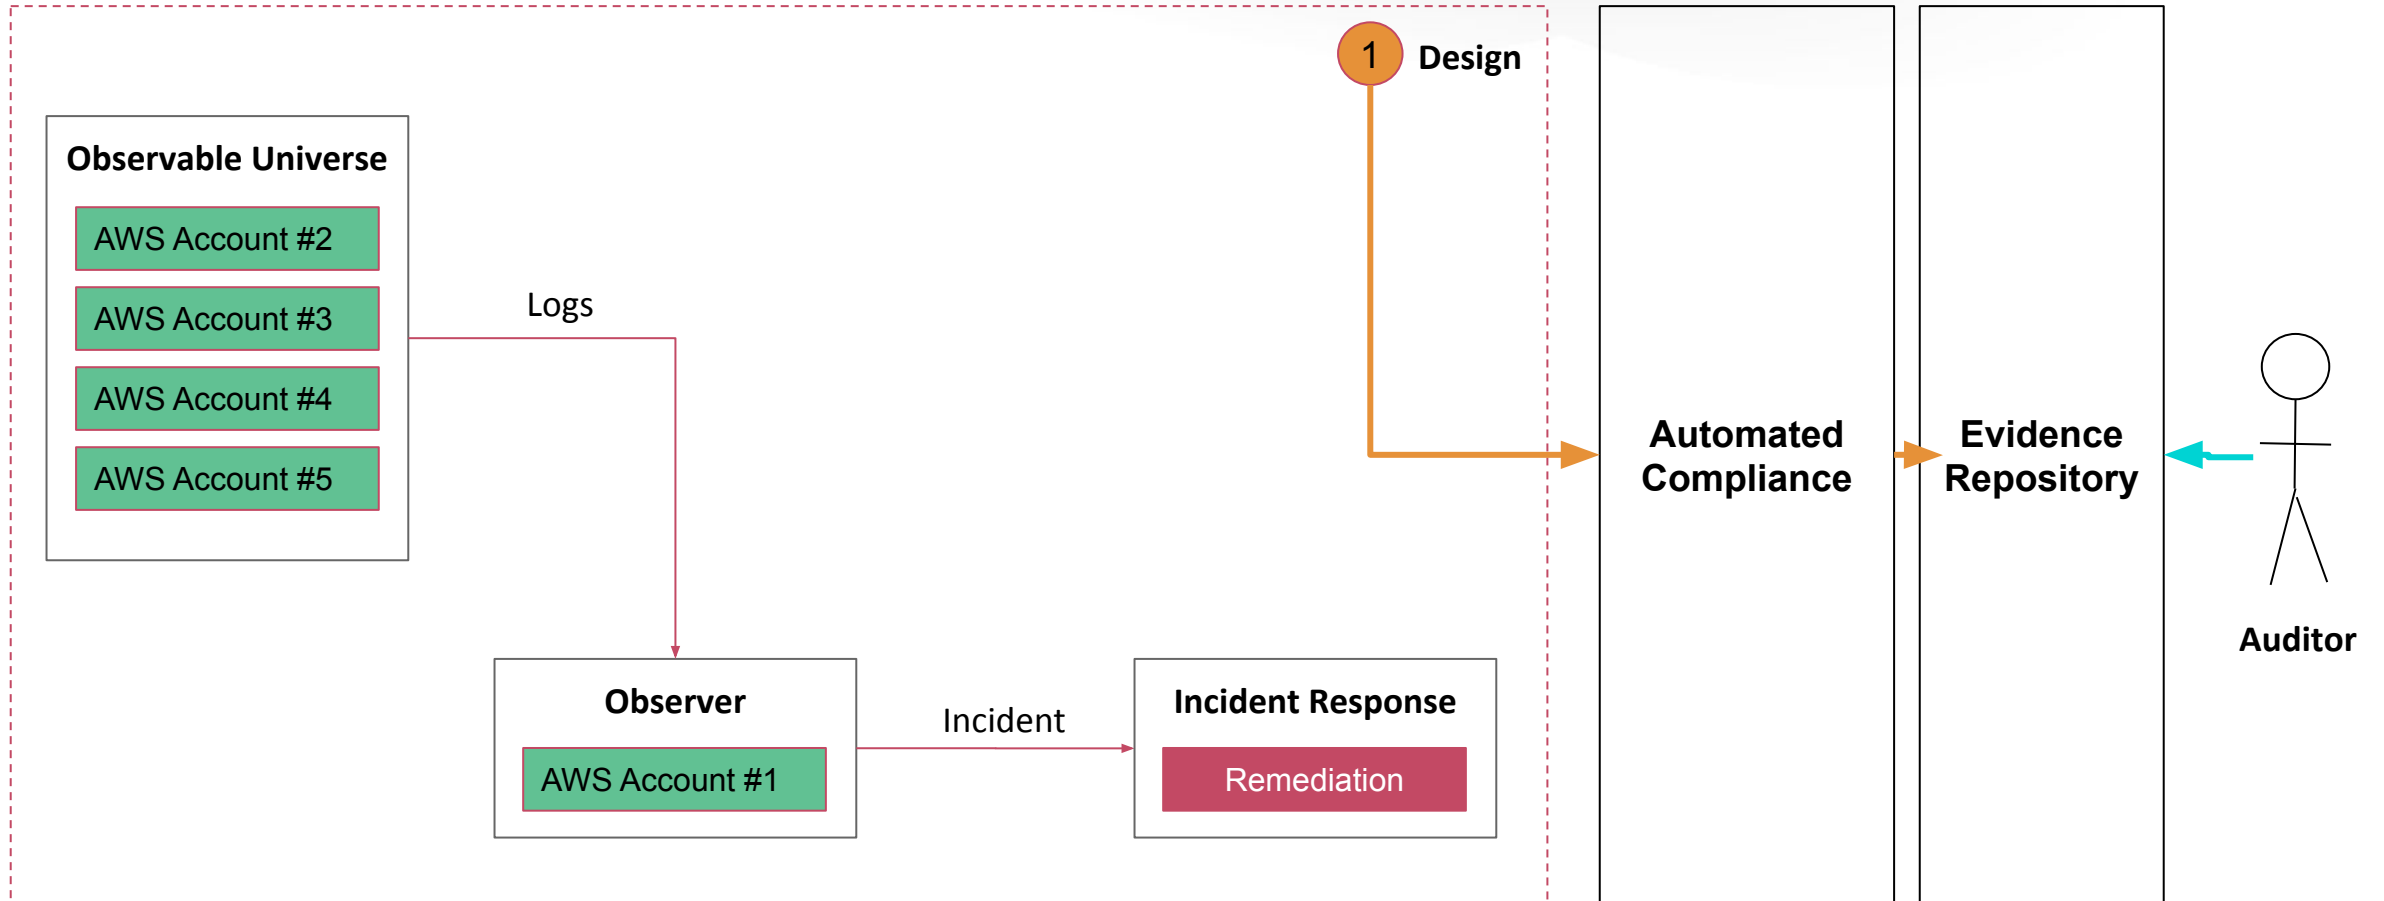 1 Design
Observable Universe
AWS Account #2
AWS Account #3
AWS Account #4
AWS Account #5
Logs
Observer
AWS Account #1
Incident
Incident Response
Remediation
Automated
Compliance
Evidence
Repository
Auditor